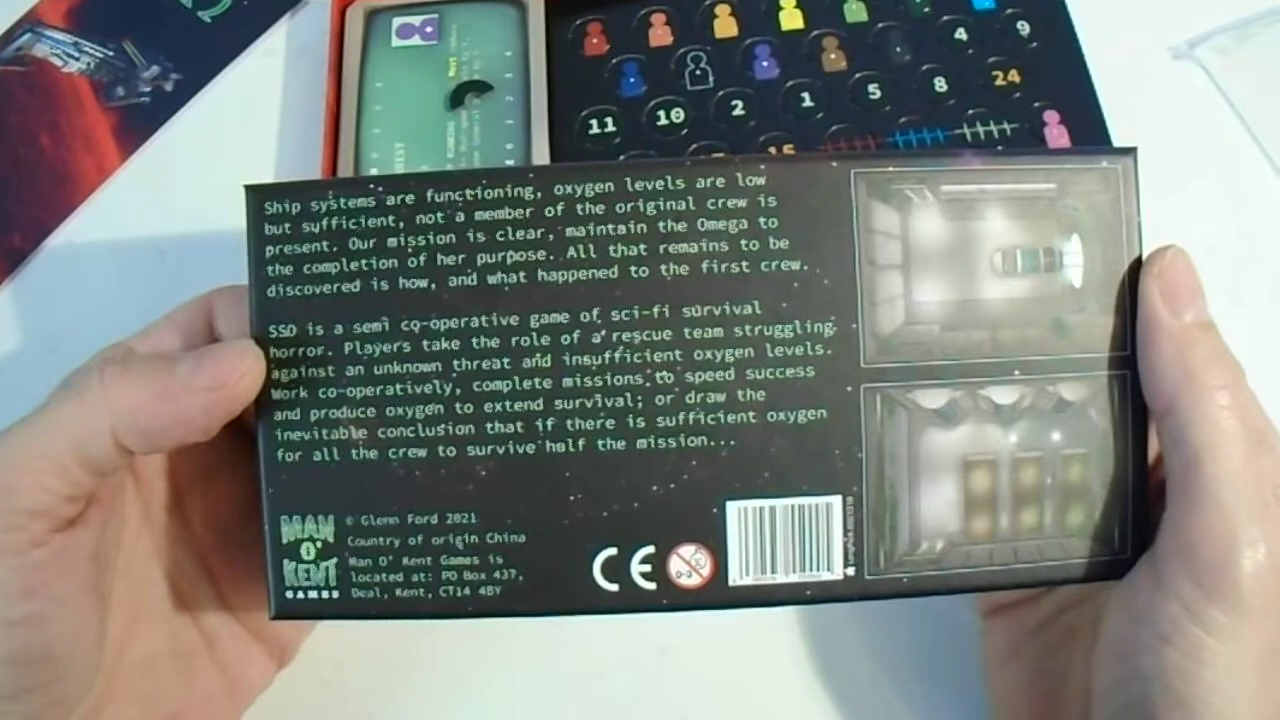 4 9
11 10 2 1 5 8 24
15
Ship systems are functioning, oxygen levels are low
but sufficient, not a member of the original crew is
present. Our mission is clear, maintain the Omega to
the completion of her purpose. All that remains to be
discovered is how, and what happened to the first crew.
SSO is a semi co-operative game of sci-fi survival
horror. Players take the role of a rescue team struggling
against an unknown threat and insufficient oxygen levels.
Work co-operatively, complete missions to speed success
and produce oxygen to extend survival; or draw the
inevitable conclusion that if there is sufficient oxygen
for all the crew to survive half the mission...
MAN
O'
KENT
GAMES
© Glenn Ford 2021
Country of origin China
Man O' Kent Games is
located at: PO Box 437,
Deal, Kent, CT14 4BY
CE